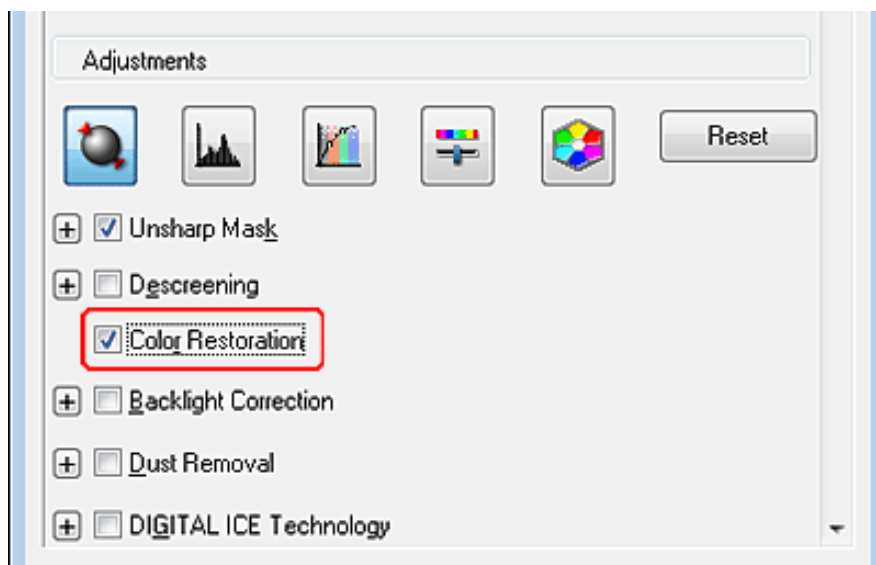 Adjustments
Reset
Unsharp Mask
Descreening
Color Restoration
Backlight Correction
Dust Removal
DIGITAL ICE Technology